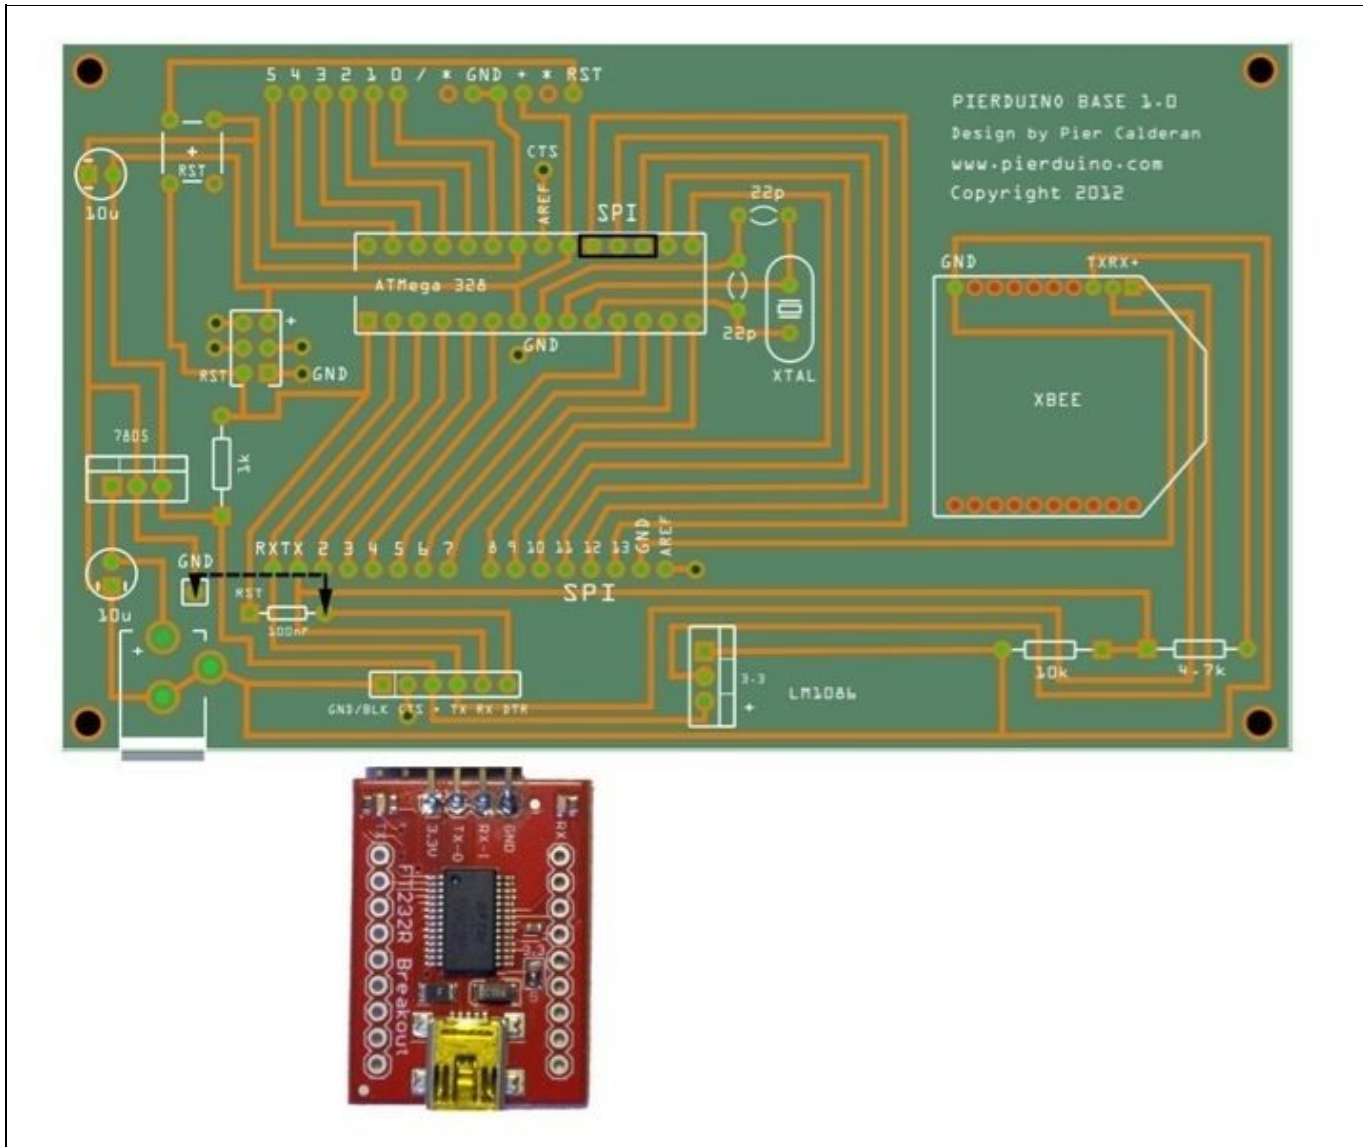 5 4 3 2 1 0 / * GND + * RST
PIERDUINO BASE 1.0
Design by Pier Calderan
www.pierduino.com
Copyright 2012
+
RST
CTS
AREF
10u
22p
SPI
ATMega 328
GND
TXRX+
+
RST
GND
GND
22p
XTAL
XBEE
7805
1k
RXTX 2 3 4 5 6 7
8 9 10 11 12 13 GND AREF
GND
RST
SPI
10u
100nF
+
3.3
+
LM1086
10k
4.7k
GND/BLK CTS + TX RX DTR
3.3V
TX-O
RX-I
GND
TX
RX
FT232R Breakout